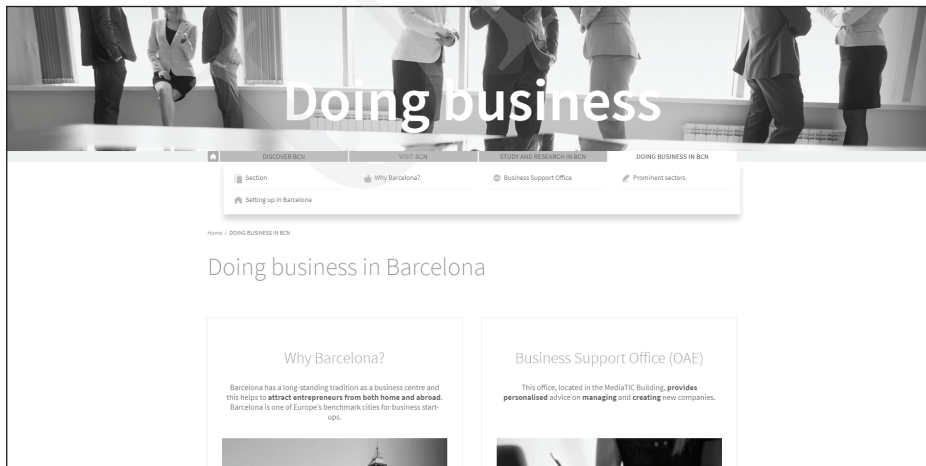 Doing business
DISCOVER BCN VISIT BCN STUDY AND RESEARCH IN BCN DOING BUSINESS IN BCN
Section Why Barcelona? Business Support Office Prominent sectors
Setting up in Barcelona
Home / DOING BUSINESS IN BCN
Doing business in Barcelona
Why Barcelona?
Barcelona has a long-standing tradition as a business centre and
this helps to attract entrepreneurs from both home and abroad.
Barcelona is one of Europe's benchmark cities for business start-
ups.
Business Support Office (OAE)
This office, located in the MediaTIC Building, provides
personalised advice on managing and creating new companies.